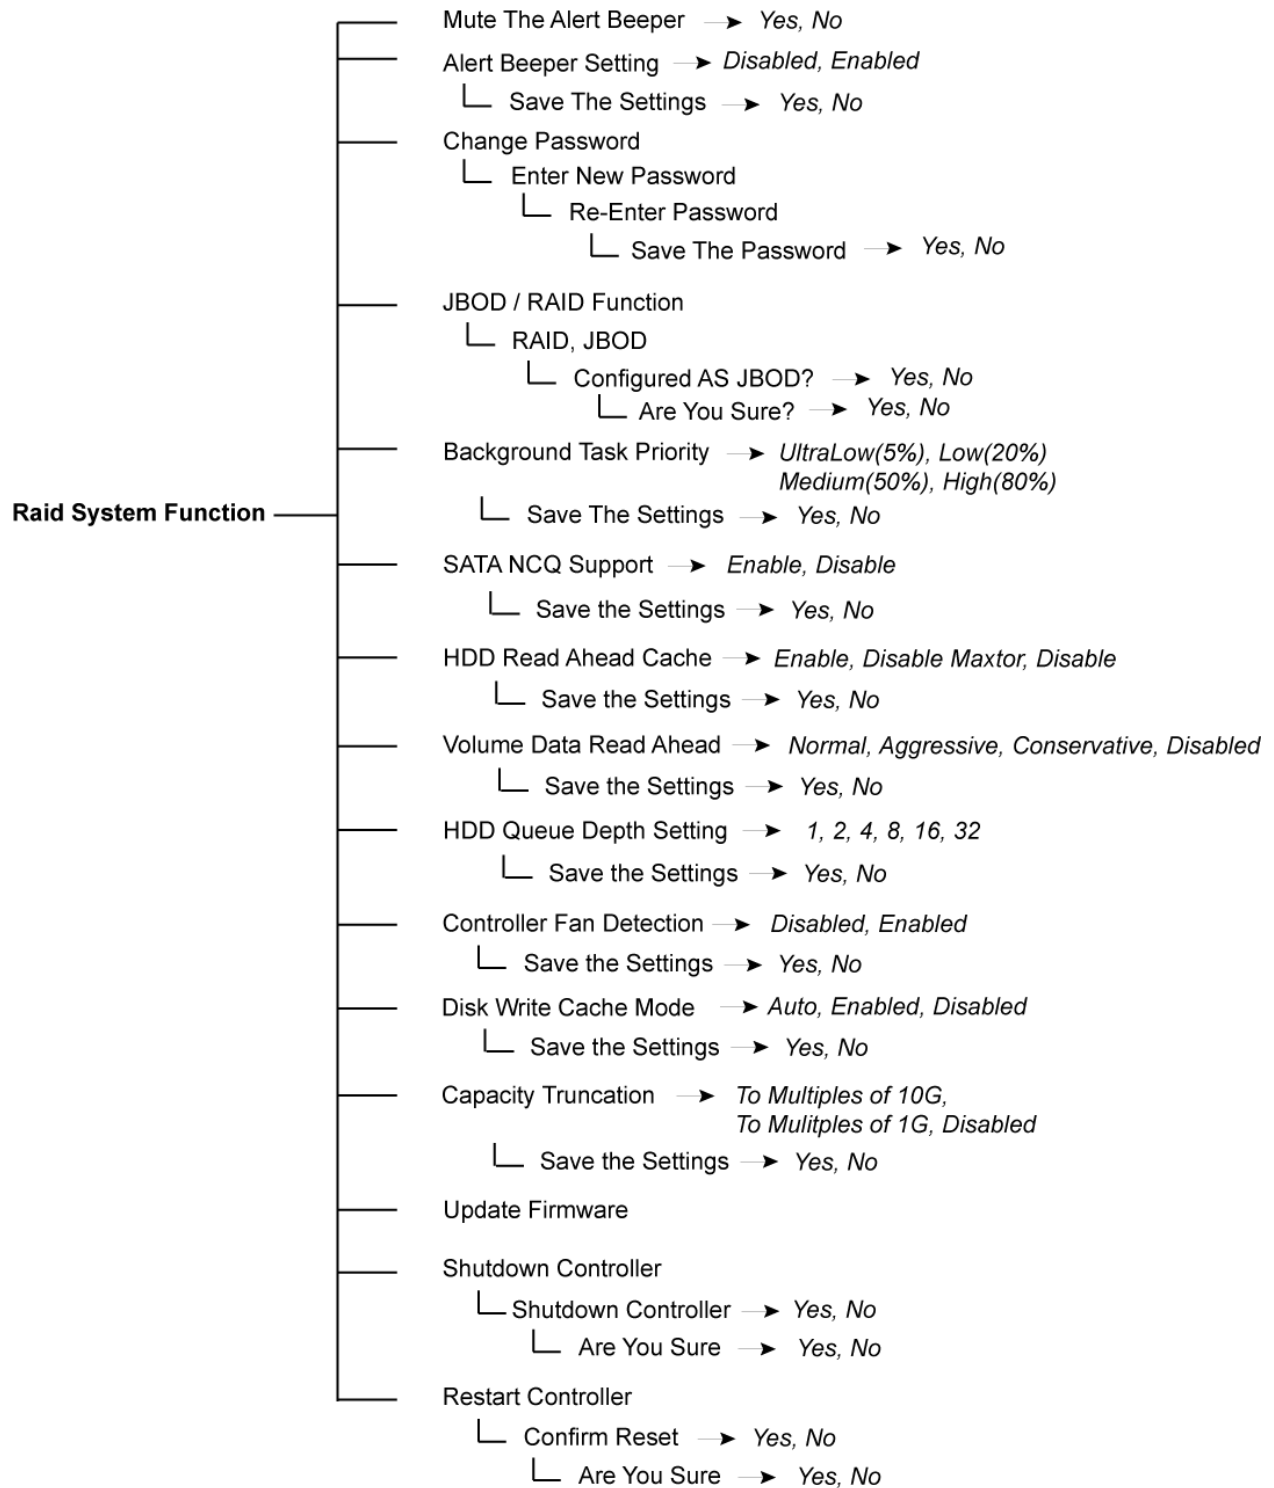 Mute The Alert Beeper Yes, No
Alert Beeper Setting Disabled, Enabled
Save The Settings Yes, No
Change Password
Enter New Password
Re-Enter Password
Save The Password Yes, No
JBOD / RAID Function
RAID, JBOD
Configured AS JBOD? Yes, No
Are You Sure? Yes, No
Background Task Priority UltraLow(5%), Low(20%)
Medium(50%), High(80%)
Raid System Function
Save The Settings Yes, No
SATA NCQ Support Enable, Disable
Save the Settings Yes, No
HDD Read Ahead Cache Enable, Disable Maxtor, Disable
Save the Settings Yes, No
Volume Data Read Ahead Normal, Aggressive, Conservative, Disabled
Save the Settings Yes, No
HDD Queue Depth Setting 1, 2, 4, 8, 16, 32
Save the Settings Yes, No
Controller Fan Detection Disabled, Enabled
Save the Settings Yes, No
Disk Write Cache Mode Auto, Enabled, Disabled
Save the Settings Yes, No
Capacity Truncation To Multiples of 10G,
To Mulitples of 1G, Disabled
Save the Settings Yes, No
Update Firmware
Shutdown Controller
Shutdown Controller Yes, No
Are You Sure Yes, No
Restart Controller
Confirm Reset Yes, No
Are You Sure Yes, No